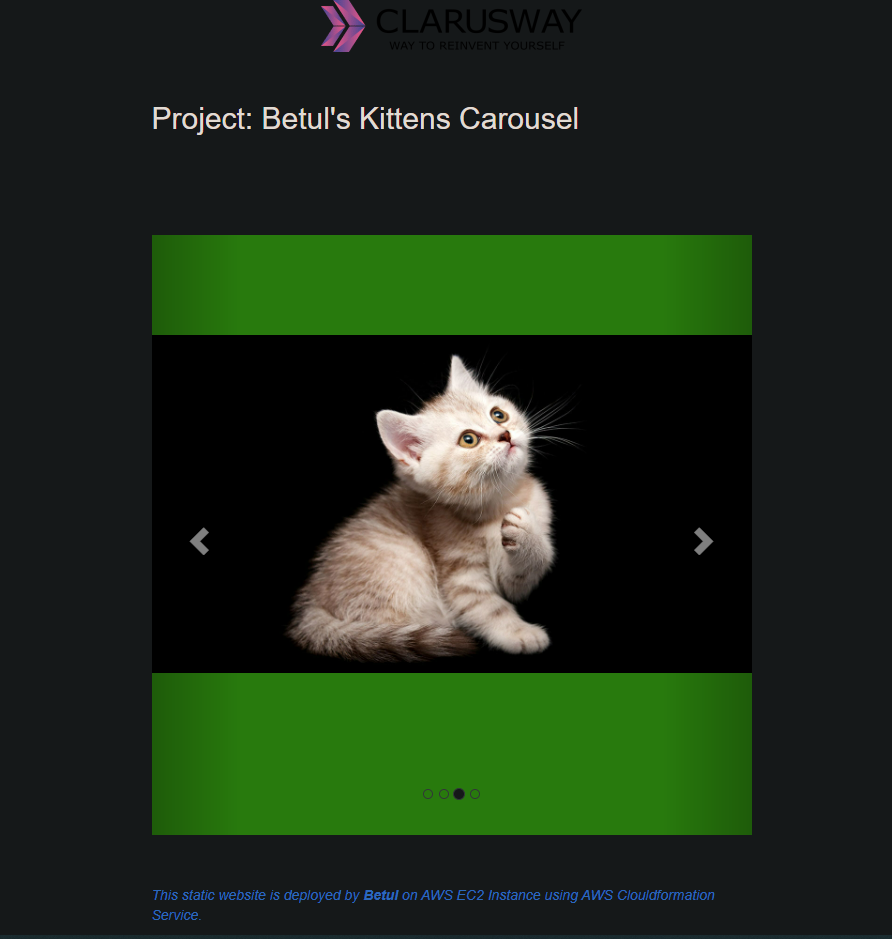 CLARUSWAY
WAY TO REINVENT YOURSELF
Project: Betul's Kittens Carousel
This static website is deployed by Betul on AWS EC2 Instance using AWS Clouldformation
Service.